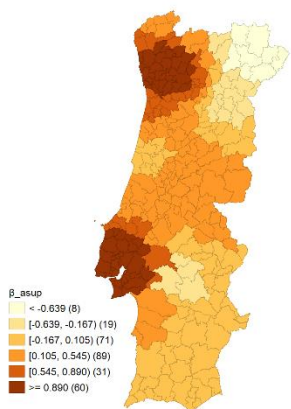 β_asup
< -0.639 (8)
[-0.639, -0.167) (19)
[-0.167, 0.105) (71)
[0.105, 0.545) (89)
[0.545, 0.890) (31)
>= 0.890 (60)